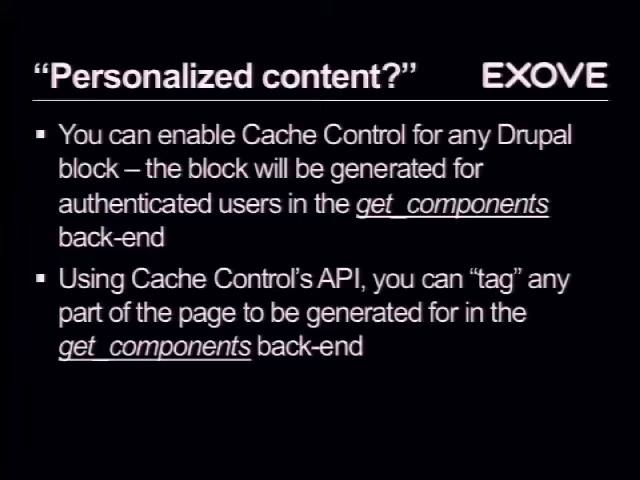 “Personalized content?”
EXOVE
▪ You can enable Cache Control for any Drupal
block – the block will be generated for
authenticated users in the get_components
back-end
▪ Using Cache Control’s API, you can “tag” any
part of the page to be generated for in the
get_components back-end